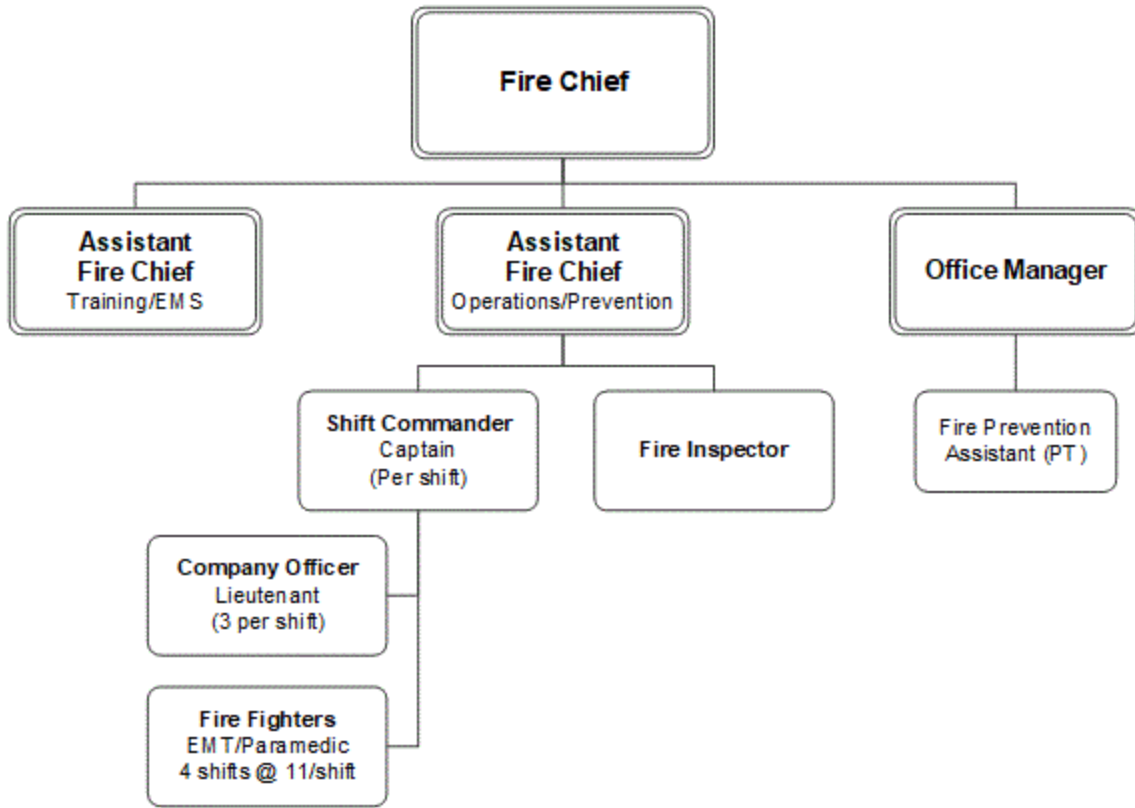 Fire Chief
Assistant
Fire Chief
Training/EMS
Assistant
Fire Chief
Operations/Prevention
Office Manager
Shift Commander
Captain
(Per shift)
Fire Inspector
Fire Prevention
Assistant (PT)
Company Officer
Lieutenant
(3 per shift)
Fire Fighters
EMT/Paramedic
4 shifts @ 11/shift